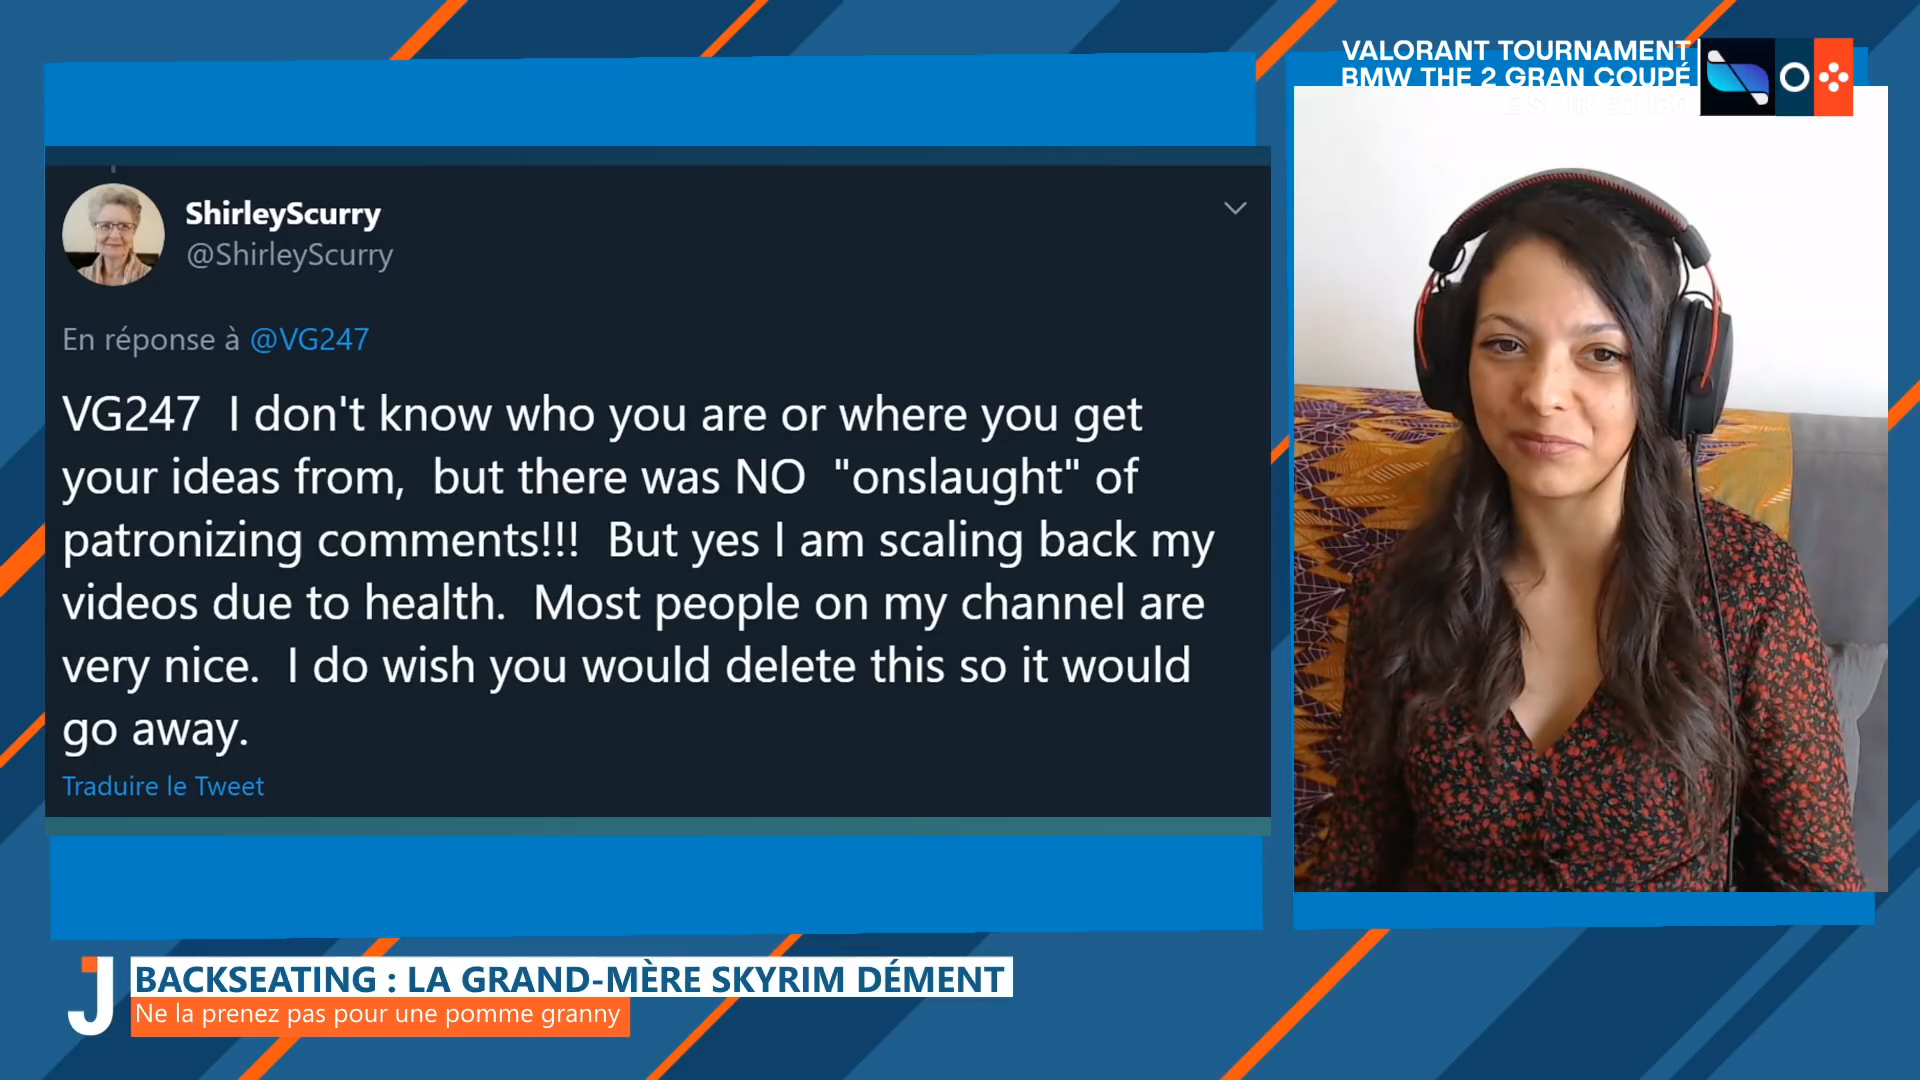 VALORANT TOURNAMENT
BMW THE 2 GRAN COUPÉ
ShirleyScurry
@ShirleyScurry
En réponse à @VG247
VG247 I don't know who you are or where you get
your ideas from, but there was NO "onslaught" of
patronizing comments!!! But yes I am scaling back my
videos due to health. Most people on my channel are
very nice. I do wish you would delete this so it would
go away.
Traduire le Tweet
J
BACKSEATING : LA GRAND-MÈRE SKYRIM DÉMENT
Ne la prenez pas pour une pomme granny